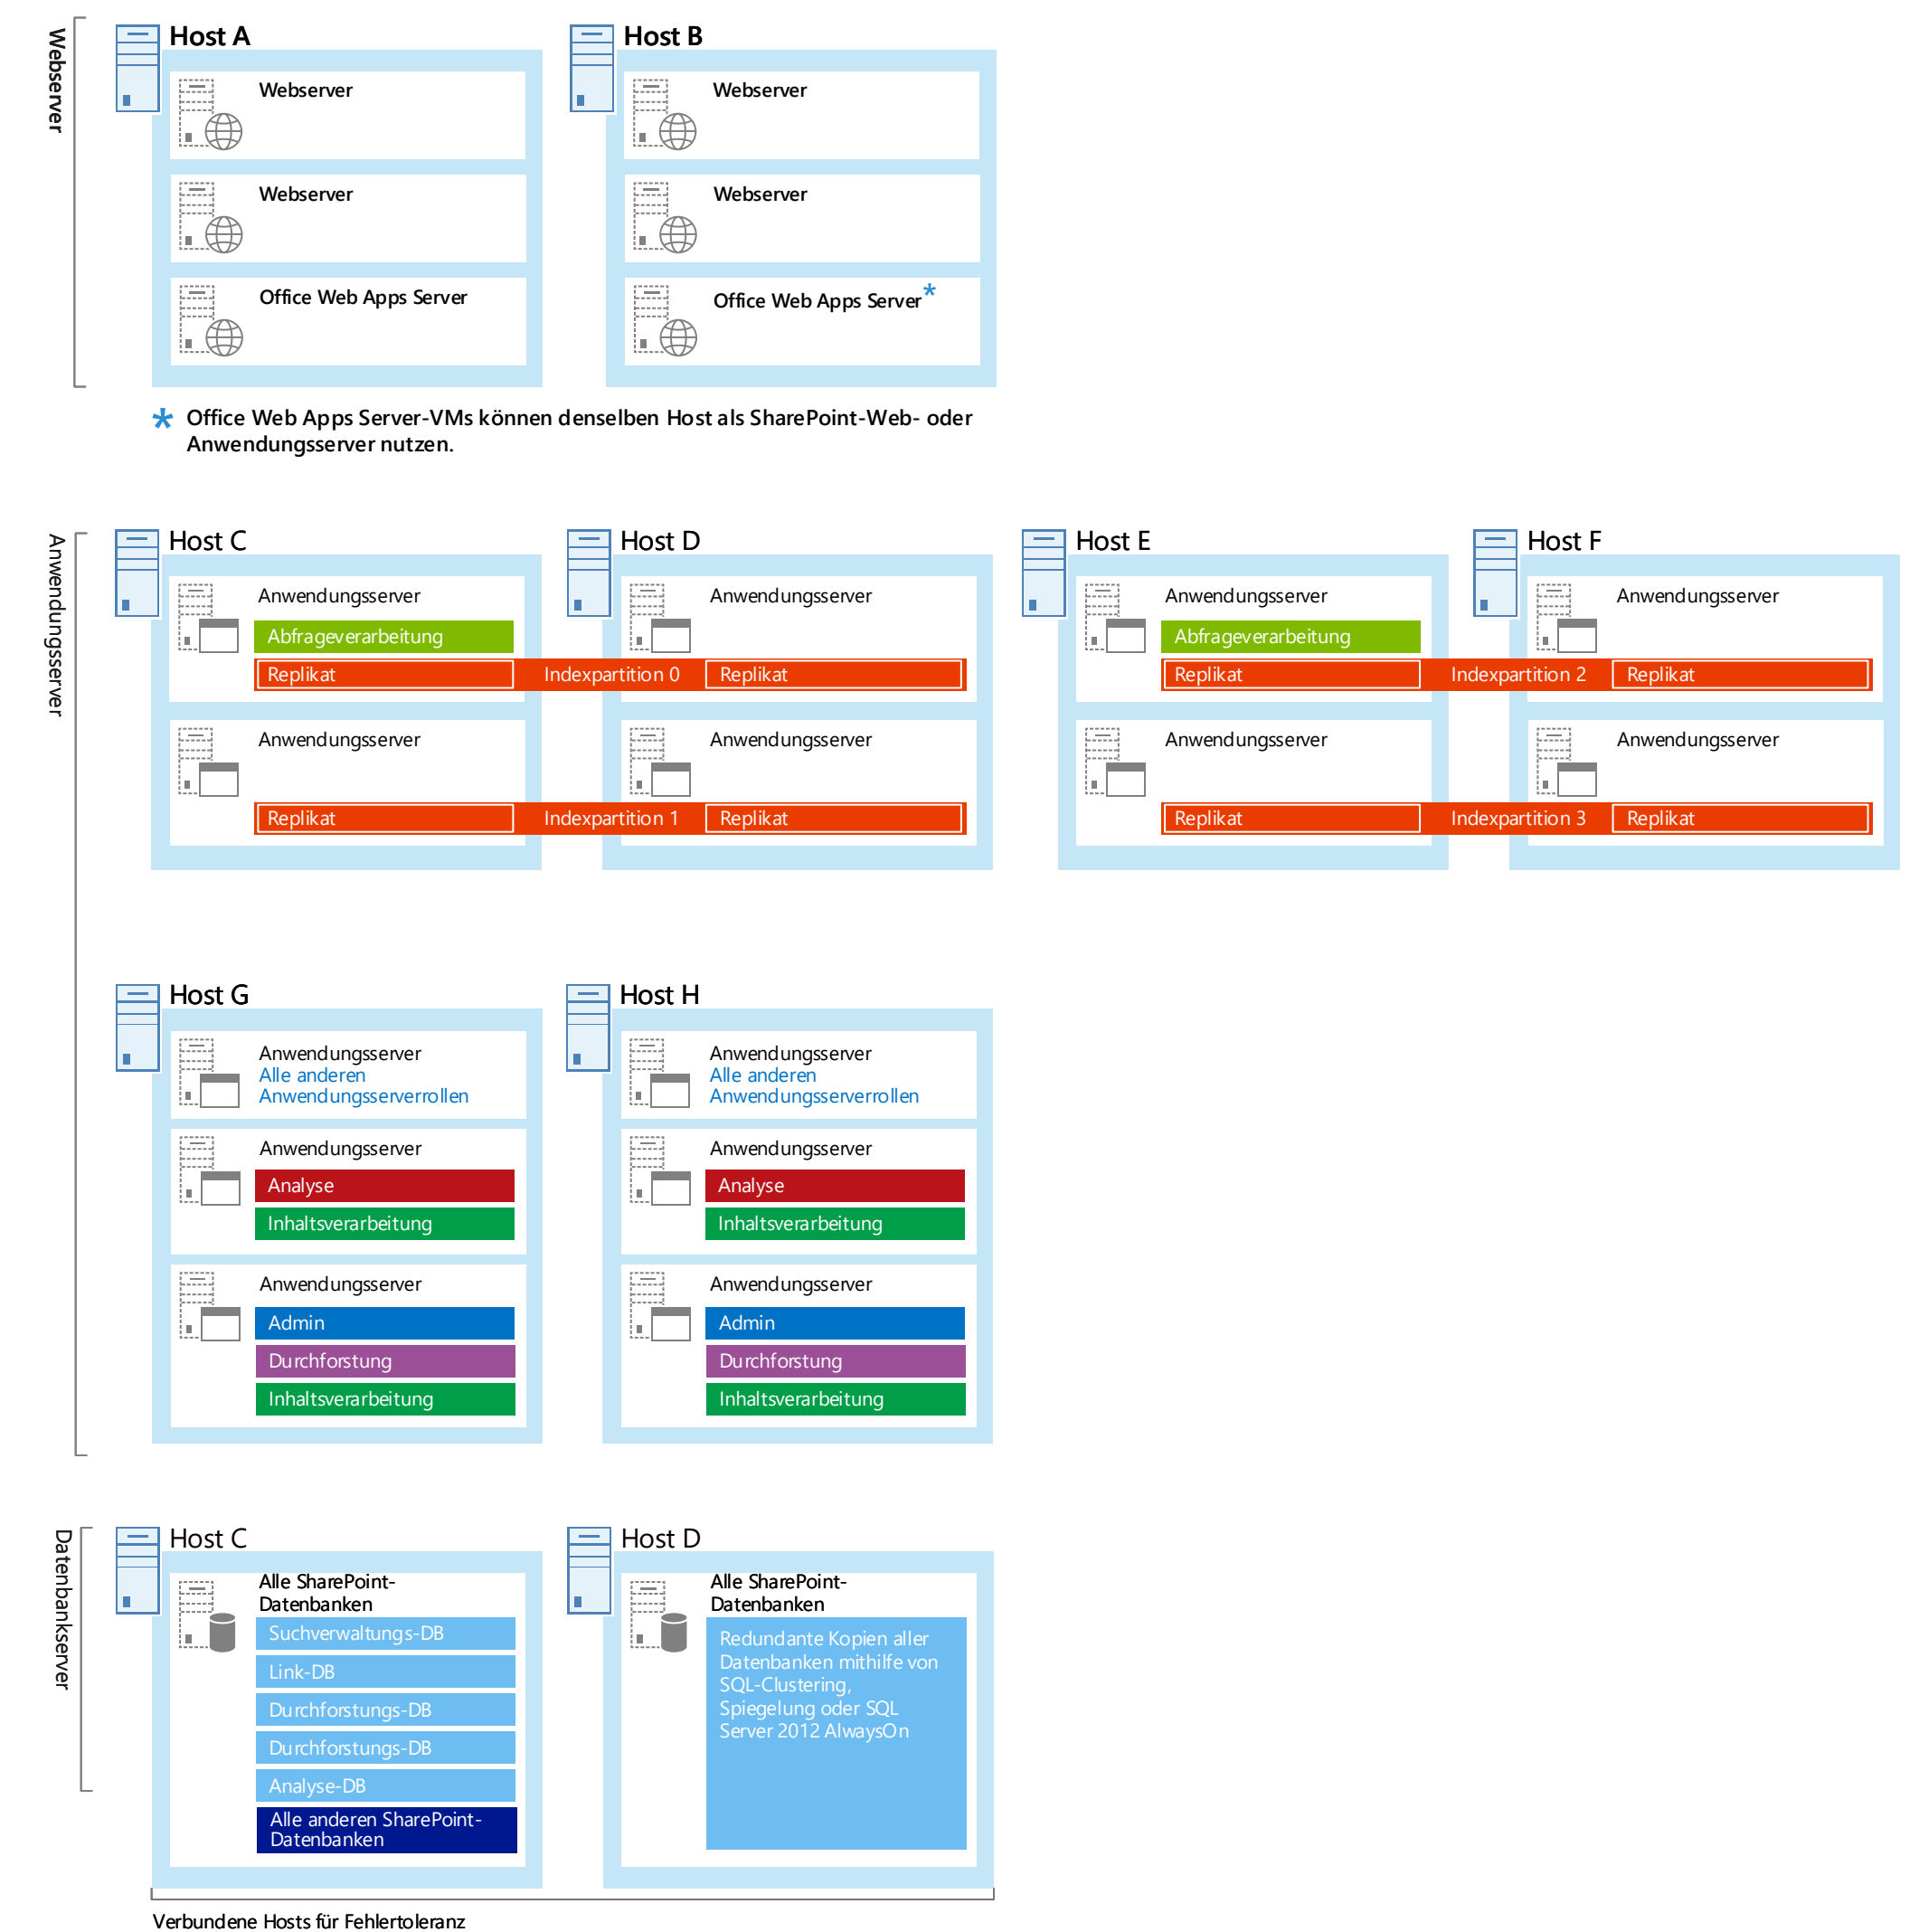 Webserver
Host A
Webserver
Webserver
Office Web Apps Server
Host B
Webserver
Webserver
Office Web Apps Server*
* Office Web Apps Server-VMs können denselben Host als SharePoint-Web- oder
Anwendungsserver nutzen.
Anwendungsserver
Host C
Anwendungsserver
Abfrageverarbeitung
Replikat
Indexpartition 0
Anwendungsserver
Replikat
Indexpartition 1
Host D
Anwendungsserver
Replikat
Anwendungsserver
Replikat
Host E
Anwendungsserver
Abfrageverarbeitung
Replikat
Indexpartition 2
Anwendungsserver
Replikat
Indexpartition 3
Host F
Anwendungsserver
Replikat
Anwendungsserver
Replikat
Host G
Anwendungsserver
Alle anderen
Anwendungsserverrollen
Anwendungsserver
Analyse
Inhaltsverarbeitung
Anwendungsserver
Admin
Durchforstung
Inhaltsverarbeitung
Host H
Anwendungsserver
Alle anderen
Anwendungsserverrollen
Anwendungsserver
Analyse
Inhaltsverarbeitung
Anwendungsserver
Admin
Durchforstung
Inhaltsverarbeitung
Datenbankserver
Host C
Alle SharePoint-
Datenbanken
Suchverwaltungs-DB
Link-DB
Durchforstungs-DB
Durchforstungs-DB
Analyse-DB
Alle anderen SharePoint-
Datenbanken
Host D
Alle SharePoint-
Datenbanken
Redundante Kopien aller
Datenbanken mithilfe von
SQL-Clustering,
Spiegelung oder SQL
Server 2012 AlwaysOn
Verbundene Hosts für Fehlertoleranz